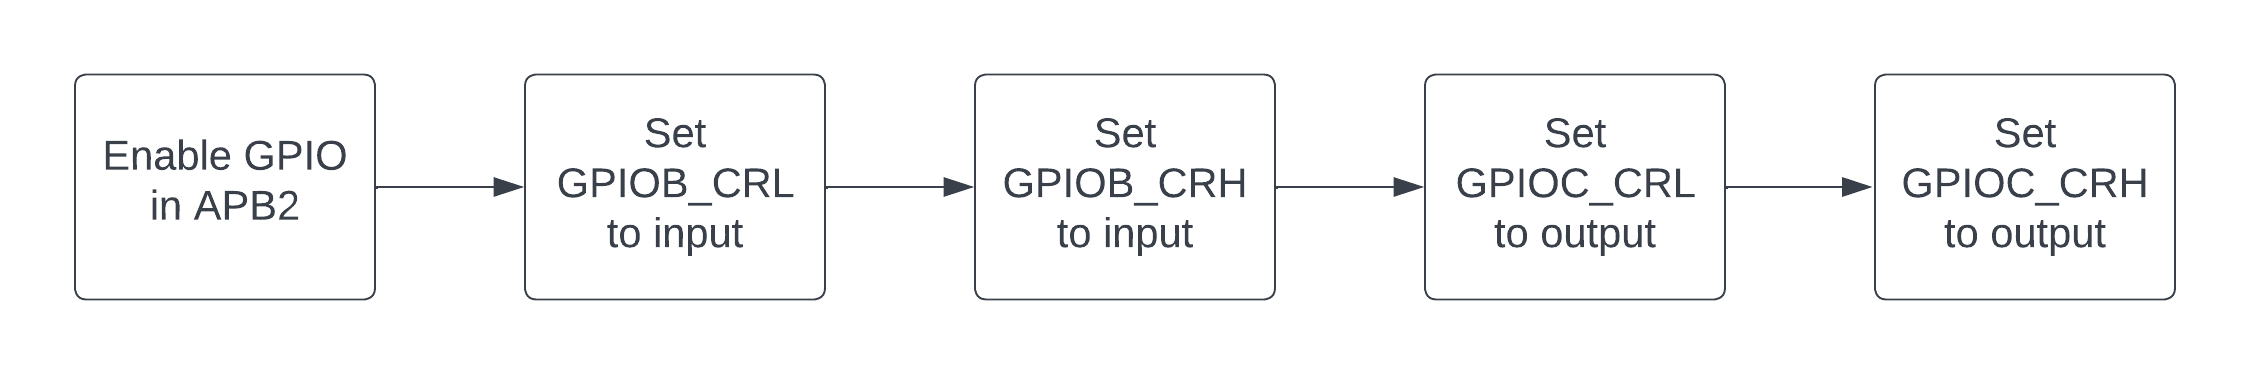 Enable GPIO
in APB2
Set
GPIOB_CRL
to input
Set
GPIOB_CRH
to input
Set
GPIOC_CRL
to output
Set
GPIOC_CRH
to output